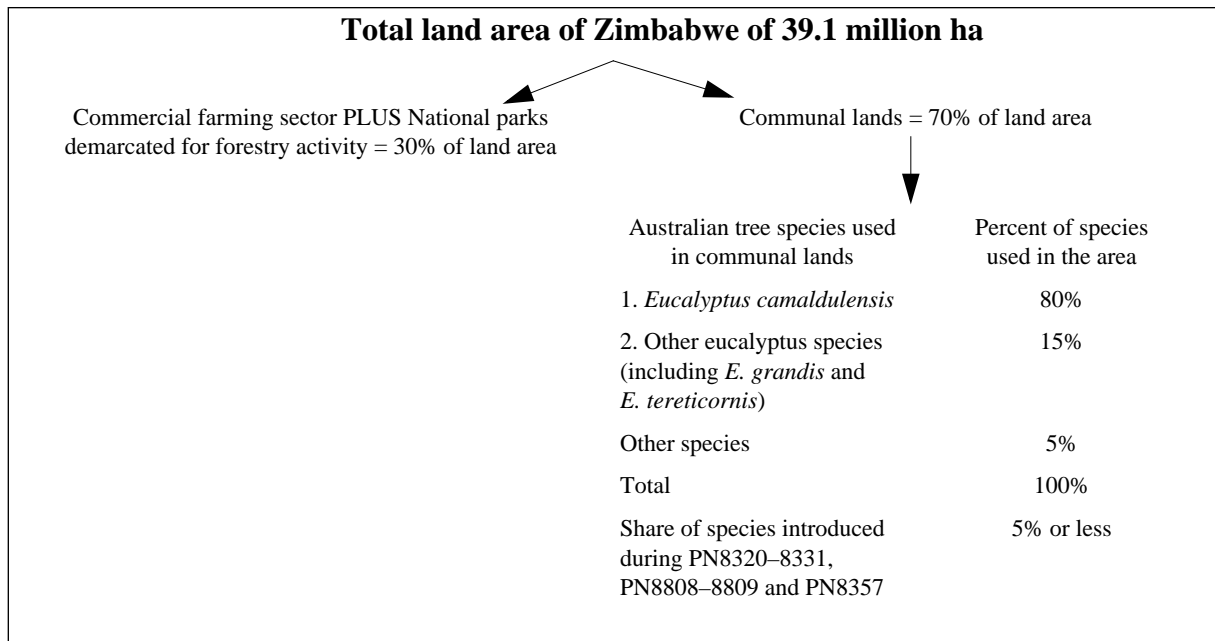 Total land area of Zimbabwe of 39.1 million ha
Commercial farming sector PLUS National parks
demarcated for forestry activity = 30% of land area
Communal lands = 70% of land area
Australian tree species used
in communal lands
Percent of species
used in the area
1. Eucalyptus camaldulensis
80%
2. Other eucalyptus species
(including E. grandis and
E. tereticornis)
15%
Other species
5%
Total
100%
Share of species introduced
during PN8320–8331,
PN8808–8809 and PN8357
5% or less